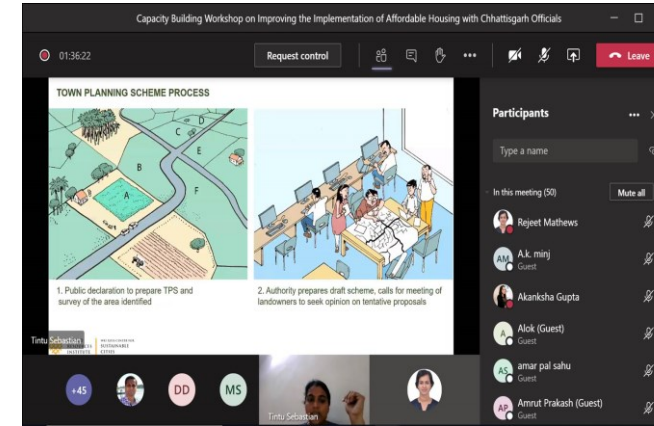 Capacity Building Workshop on Improving the Implementation of Affordable Housing with Chhattisgarh Officials
01:36:22
Request control
Leave
TOWN PLANNING SCHEME PROCESS
A
B
C
D
E
F
1. Public declaration to prepare TPS and
survey of the area identified
2. Authority prepares draft scheme, calls for meeting of
landowners to seek opinion on tentative proposals
Tintu Sebastian
INSTITUTE
SUSTAINABLE
CITIES
+45
DD
MS
Tintu Sebastian
Participants
Type a name
In this meeting (50)
Mute all
Rejeet Mathews
AM
A.k. minj
Guest
Akanksha Gupta
A
Alok (Guest)
Guest
AS
amar pal sahu
Guest
AP
Amrut Prakash (Guest)
Guest